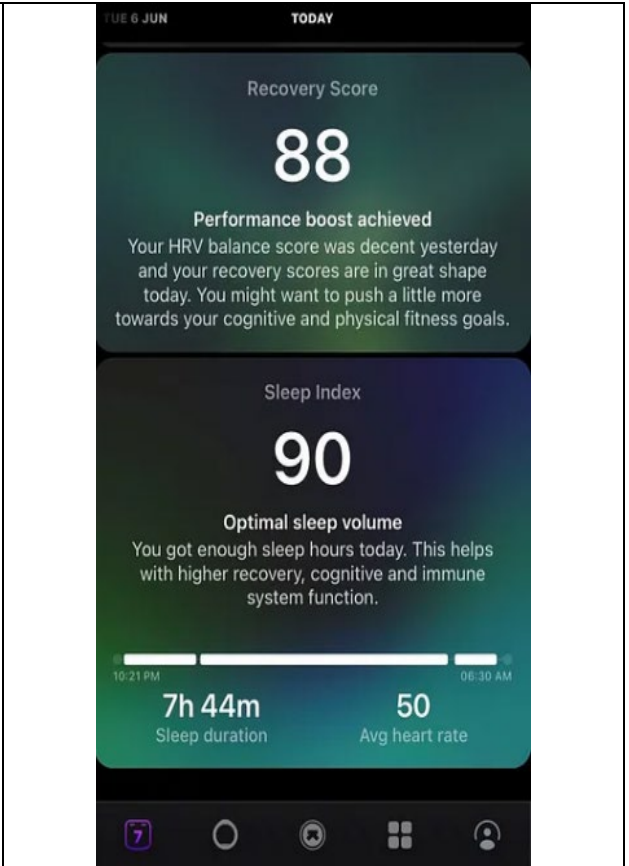 TUE 6 JUN
TODAY
Recovery Score
88
Performance boost achieved
Your HRV balance score was decent yesterday
and your recovery scores are in great shape
today. You might want to push a little more
towards your cognitive and physical fitness goals.
Sleep Index
90
Optimal sleep volume
You got enough sleep hours today. This helps
with higher recovery, cognitive and immune
system function.
10:21 PM
06:30 AM
7h 44m
50
Sleep duration
Avg heart rate
7